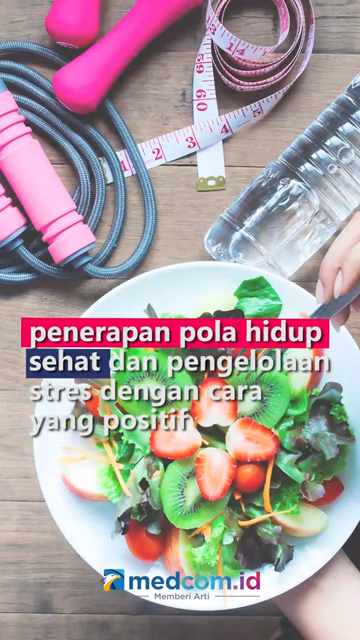 penerapan pola hidup
sehat dan pengelolaan
stres dengan cara
yang positif
medcom.id
Memberi Arti